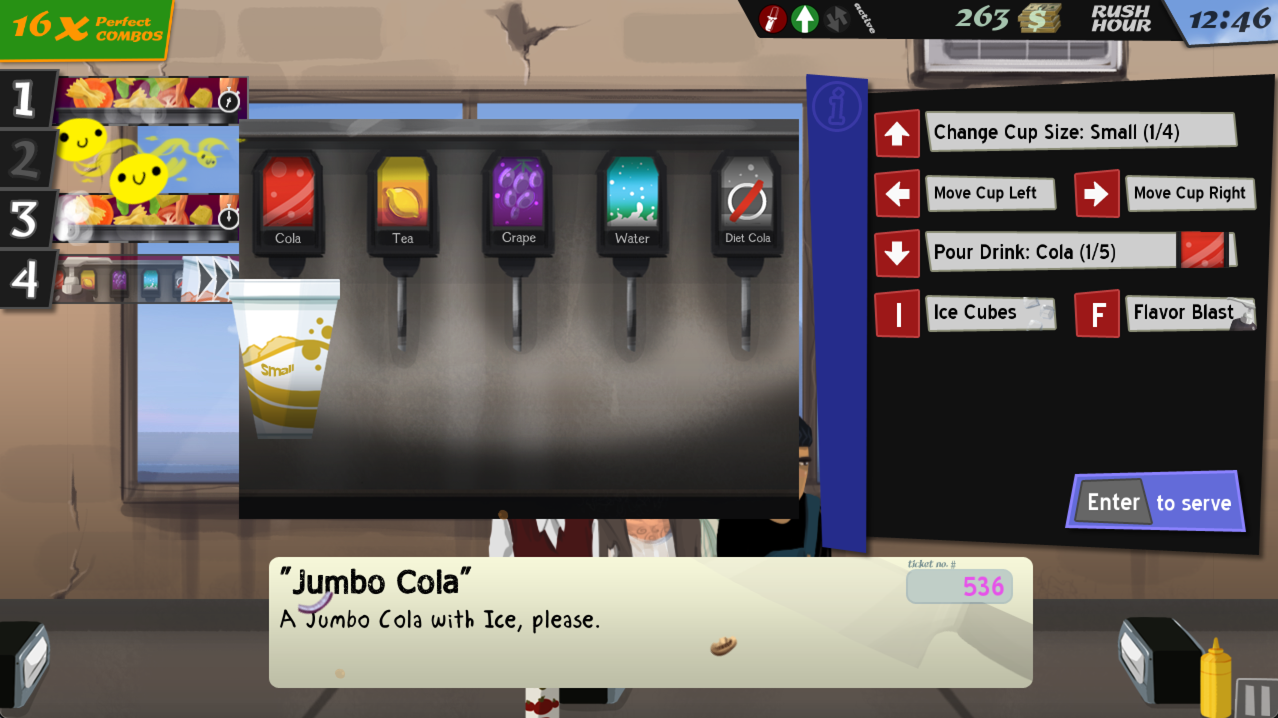 16x Perfect COMBOS
active
263 $
RUSH HOUR
12:46
1
2
3
4
Cola
Tea
Grape
Water
Diet Cola
Small
Change Cup Size: Small (1/4)
Move Cup Left
Move Cup Right
Pour Drink: Cola (1/5)
I
Ice Cubes
F
Flavor Blast
Enter to serve
"Jumbo Cola"
A Jumbo Cola with Ice, please.
ticket no. #
536